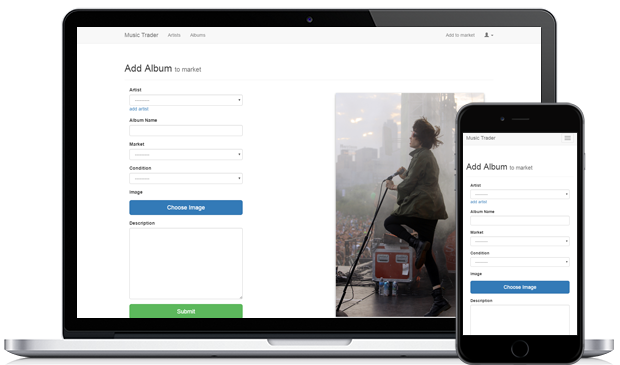 Music Trader Artists Albums Add to market
Add Album to market
Artist
---------
add artist
Album Name
Market
---------
Condition
---------
Image
Choose Image
Description
Submit
Music Trader
Add Album to market
Artist
---------
add artist
Album Name
Market
---------
Condition
---------
Image
Choose Image
Description